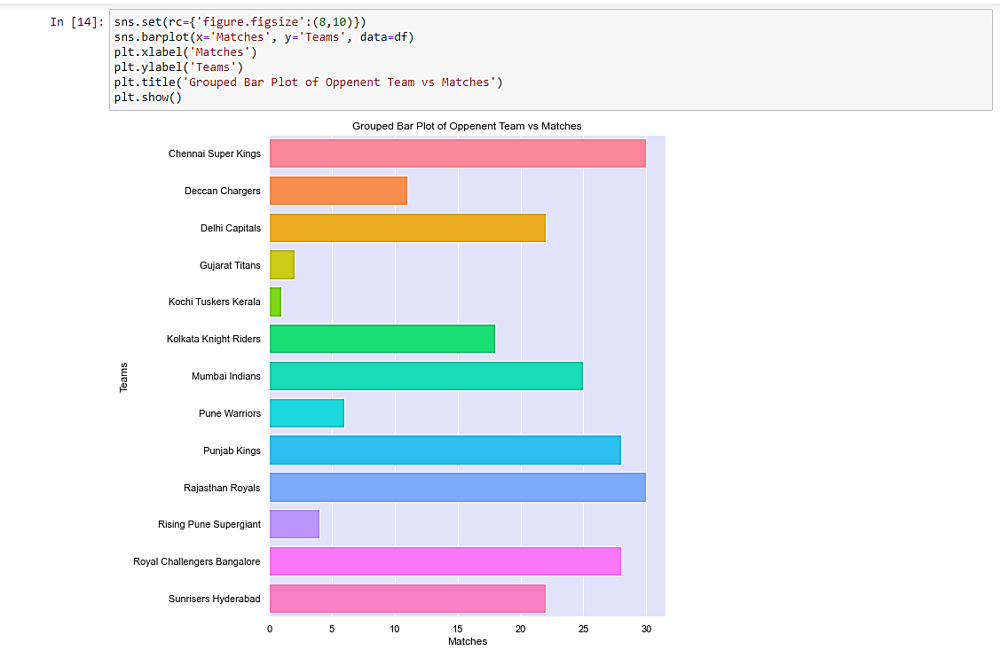 In [14]:
sns.set(rc={'figure.figsize':(8,10)})
sns.barplot(x='Matches', y='Teams', data=df)
plt.xlabel('Matches')
plt.ylabel('Teams')
plt.title('Grouped Bar Plot of Oppenent Team vs Matches')
plt.show()
Grouped Bar Plot of Oppenent Team vs Matches
Chennai Super Kings
Deccan Chargers
Delhi Capitals
Gujarat Titans
Kochi Tuskers Kerala
Kolkata Knight Riders
Teams
Mumbai Indians
Pune Warriors
Punjab Kings
Rajasthan Royals
Rising Pune Supergiant
Royal Challengers Bangalore
Sunrisers Hyderabad
0 5 10 15 20 25 30
Matches